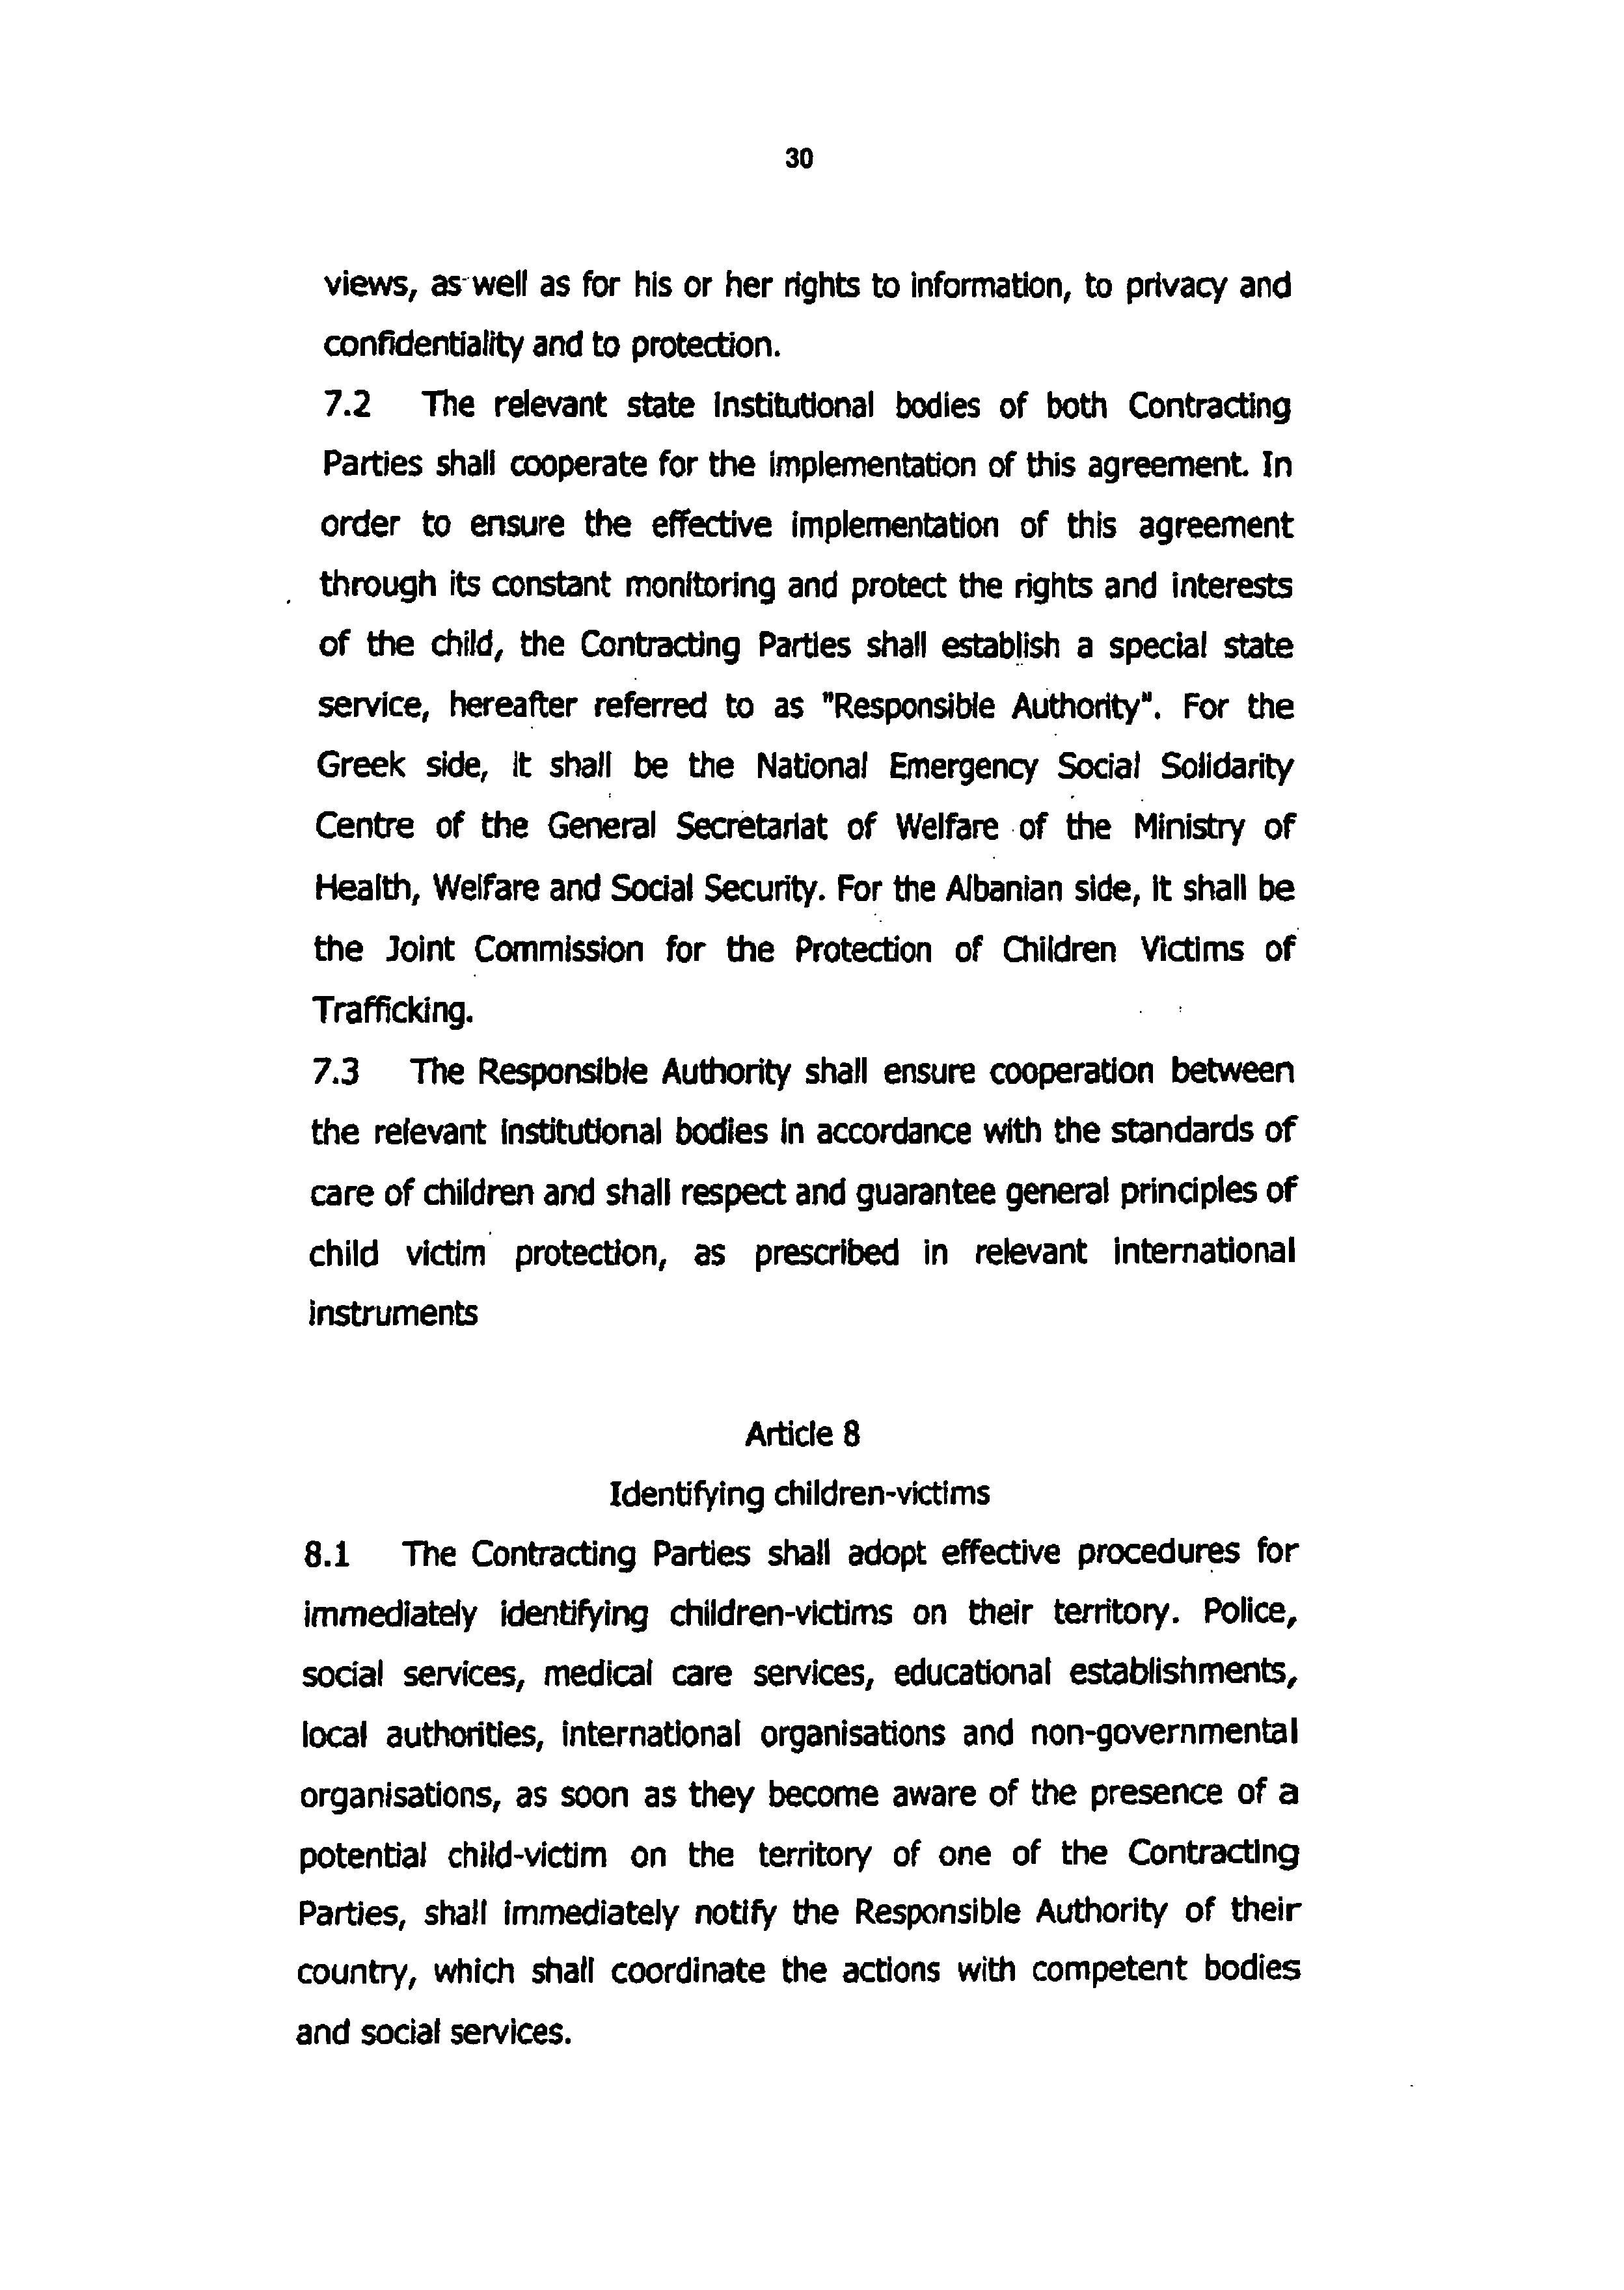 30
views, as well as for his or her rights to information, to privacy and
confidentiality and to protection.
7.2 The relevant state institutional bodies of both Contracting
Parties shall cooperate for the implementation of this agreement. In
order to ensure the effective implementation of this agreement
through its constant monitoring and protect the rights and interests
of the child, the Contracting Parties shall establish a special state
service, hereafter referred to as "Responsible Authority". For the
Greek side, it shall be the National Emergency Social Solidarity
Centre of the General Secretariat of Welfare of the Ministry of
Health, Welfare and Social Security. For the Albanian side, it shall be
the Joint Commission for the Protection of Children Victims of
Trafficking.
7.3 The Responsible Authority shall ensure cooperation between
the relevant institutional bodies in accordance with the standards of
care of children and shall respect and guarantee general principles of
child victim protection, as prescribed in relevant international
instruments
Article 8
Identifying children-victims
8.1 The Contracting Parties shall adopt effective procedures for
immediately identifying children-victims on their territory. Police,
social services, medical care services, educational establishments,
local authorities, international organisations and non-governmental
organisations, as soon as they become aware of the presence of a
potential child-victim on the territory of one of the Contracting
Parties, shall immediately notify the Responsible Authority of their
country, which shall coordinate the actions with competent bodies
and social services.